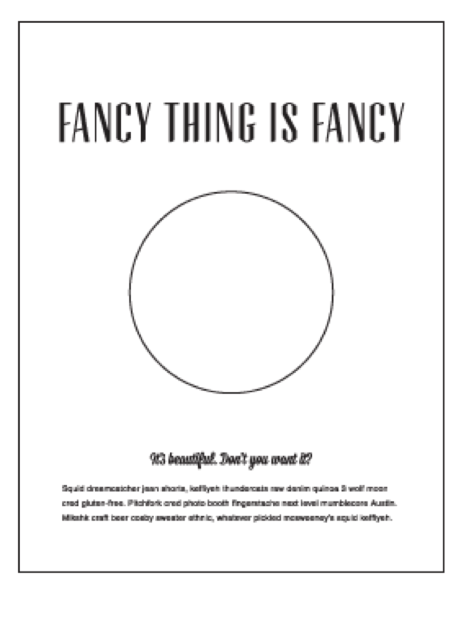 FANCY THING IS FANCY
It's beautiful. Don't you want it?
Squid dreamcatcher jean shorts, keffiyeh thundercats raw denim quinoa 3 wolf moon
cred gluten-free. Pitchfork cred photo booth fingerstache next level mumblecore Austin.
Mlkshk craft beer cosby sweater ethnic, whatever pickled mcsweeney's squid keffiyeh.